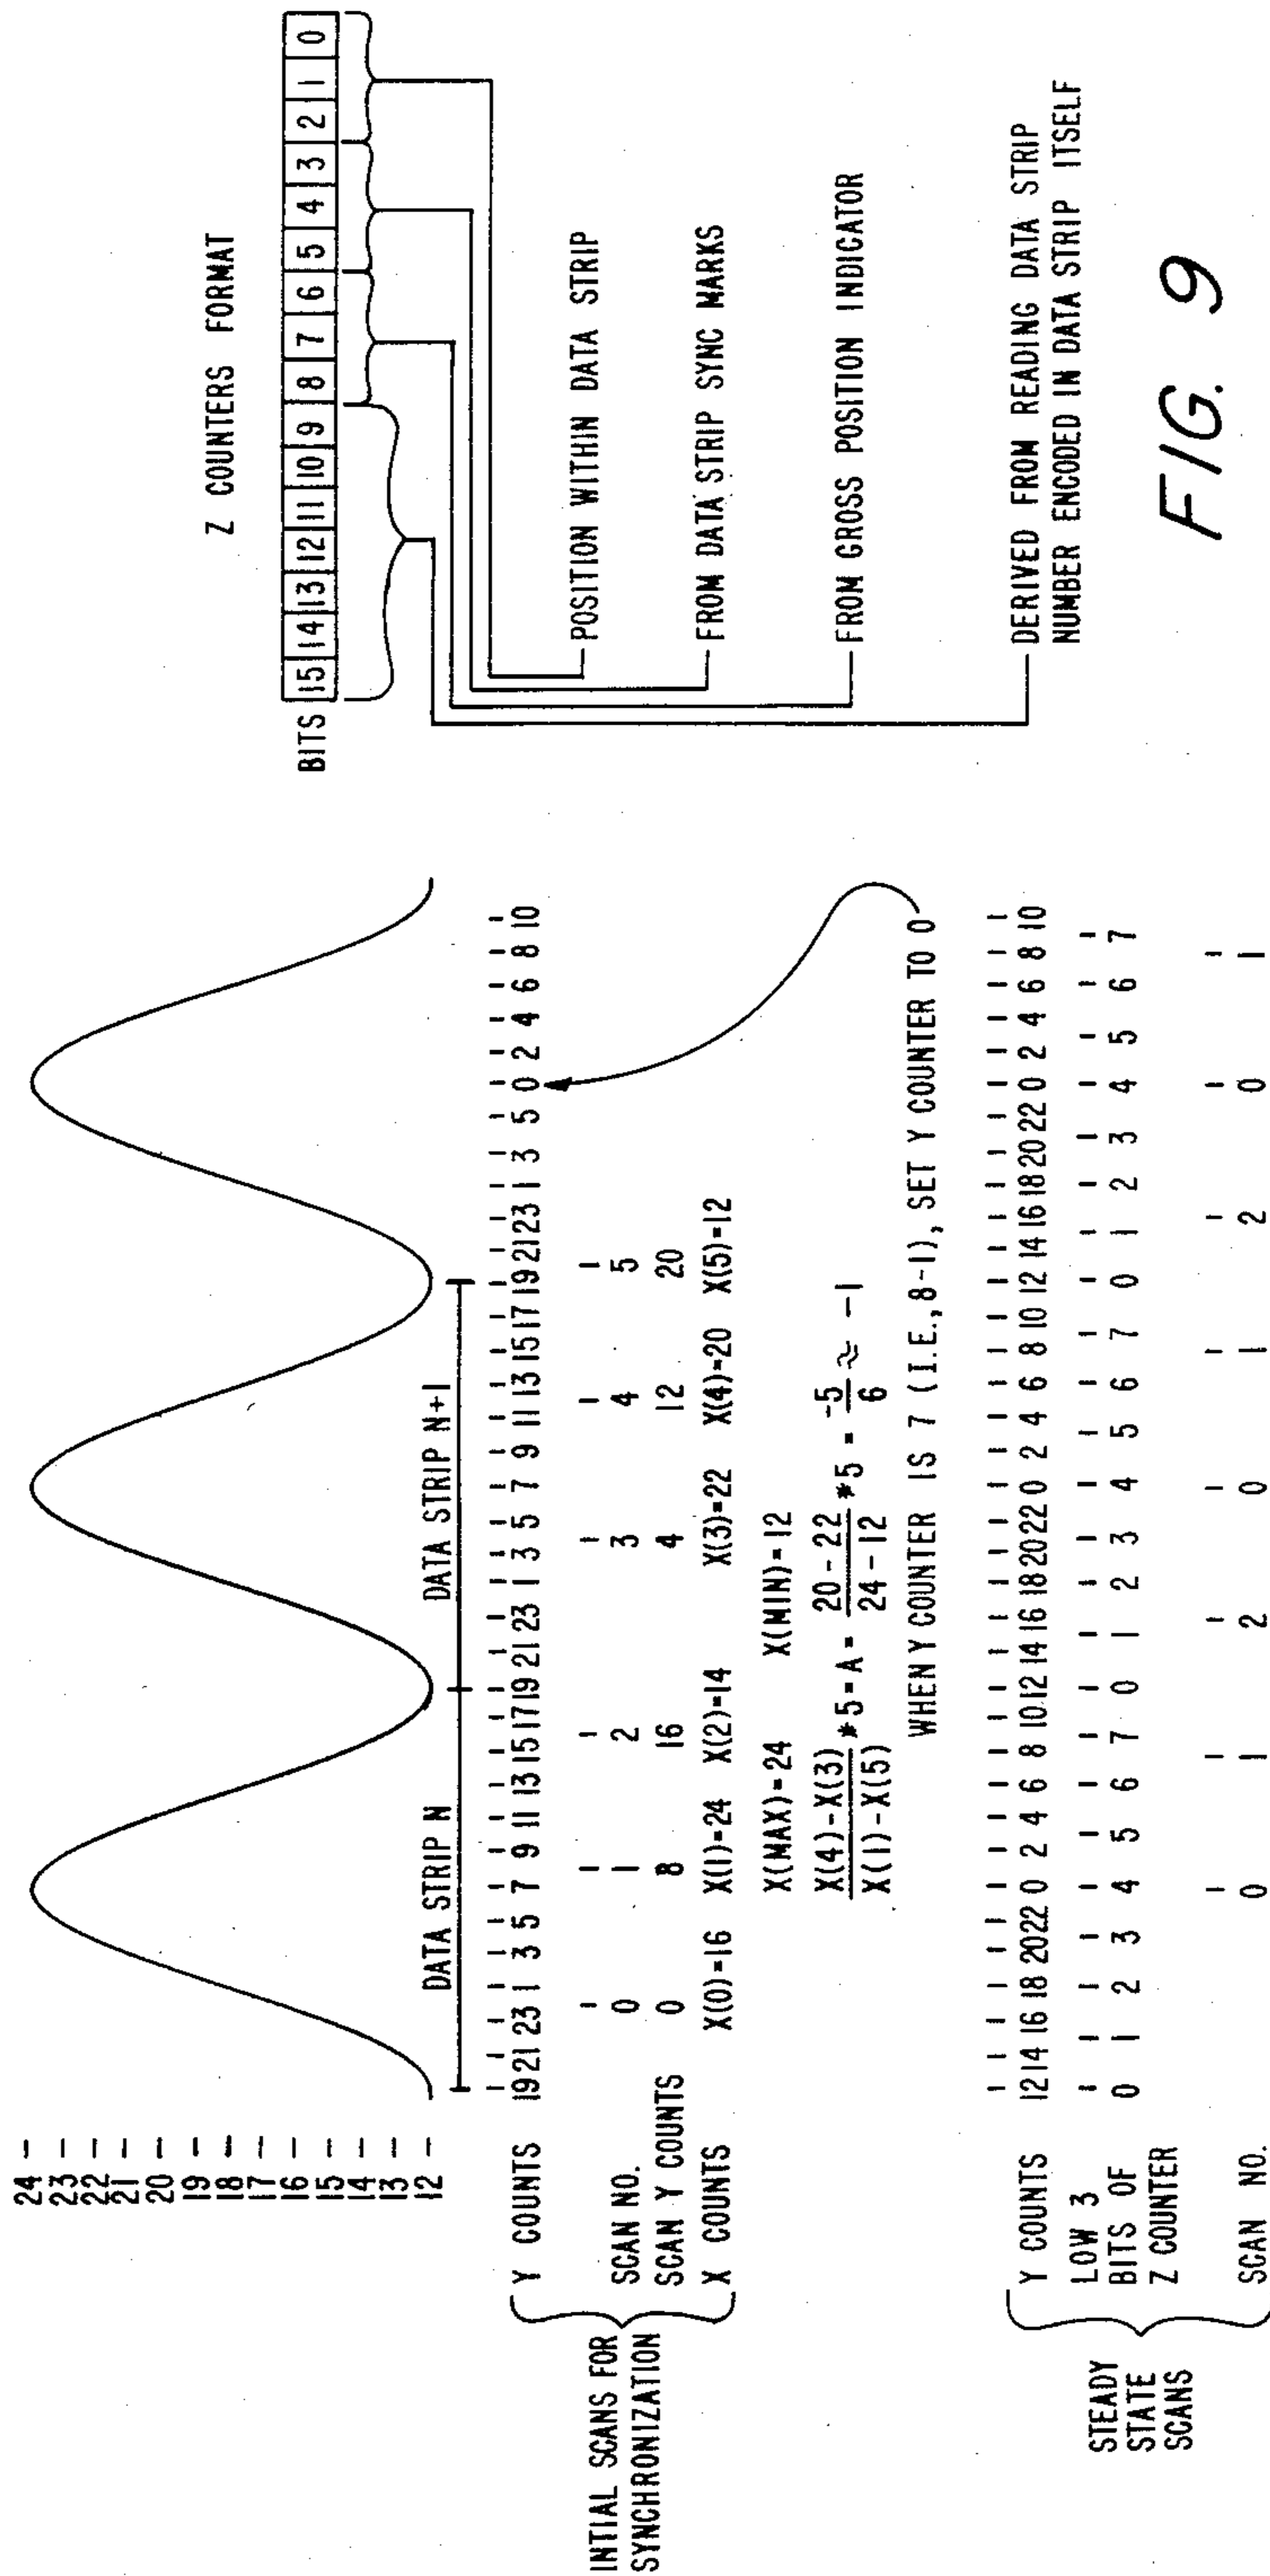 24 -
23 -
22 -
21 -
20 -
19 -
18 -
17 -
16 -
15 -
14 -
13 -
12 -
DATA STRIP N
DATA STRIP N+1
Y COUNTS 19 21 23 1 3 5 7 9 11 13 15 17 19 21 23 1 3 5 7 9 11 13 15 17 19 21 23 1 3 5 0 2 4 6 8 10
INTIAL SCANS FOR SYNCHRONIZATION
SCAN NO. 0 1 2 3 4 5
SCAN Y COUNTS 0 8 16 4 12 20
X COUNTS X(0)=16 X(1)=24 X(2)=14 X(3)=22 X(4)=20 X(5)=12
X(MAX)=24 X(MIN)=12
X(4)-X(3) / X(1)-X(5) *5=A= 20-22 / 24-12 *5 = -5 / 6 ≈ -1
WHEN Y COUNTER IS 7 (I.E.,8-1), SET Y COUNTER TO 0
STEADY STATE SCANS
Y COUNTS 12 14 16 18 20 22 0 2 4 6 8 10 12 14 16 18 20 22 0 2 4 6 8 10 12 14 16 18 20 22 0 2 4 6 8 10
LOW 3 BITS OF Z COUNTER 0 1 2 3 4 5 6 7 0 1 2 3 4 5 6 7 0 1 2 3 4 5 6 7
SCAN NO. 0 1 2 0 1 2 0 1
Z COUNTERS FORMAT
BITS 15 14 13 12 11 10 9 8 7 6 5 4 3 2 1 0
POSITION WITHIN DATA STRIP
FROM DATA STRIP SYNC MARKS
FROM GROSS POSITION INDICATOR
DERIVED FROM READING DATA STRIP
NUMBER ENCODED IN DATA STRIP ITSELF
FIG. 9